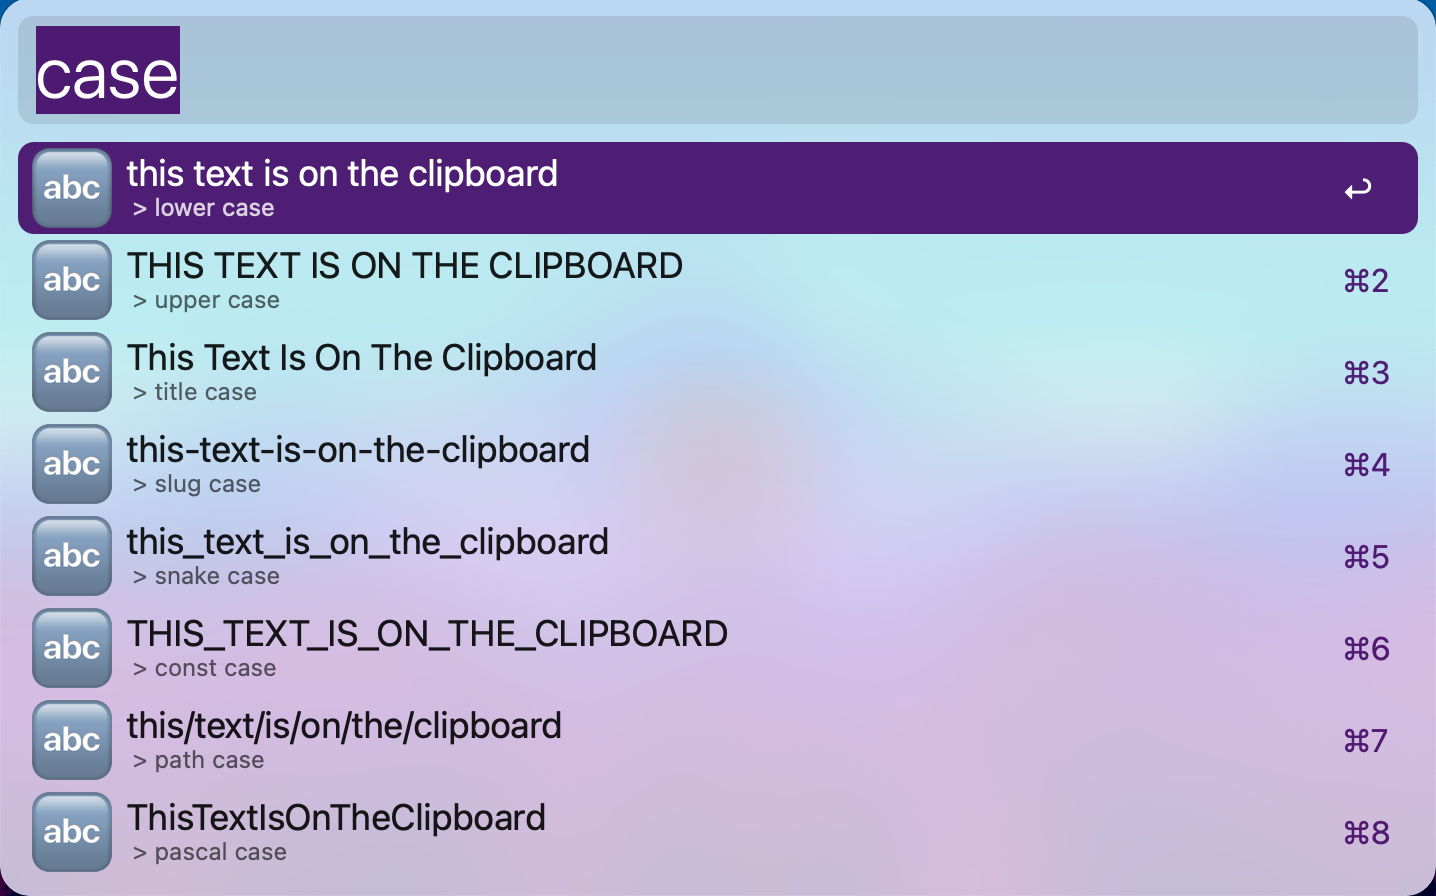 case
abc
this text is on the clipboard
> lower case
abc
THIS TEXT IS ON THE CLIPBOARD
> upper case
⌘2
abc
This Text Is On The Clipboard
> title case
⌘3
abc
this-text-is-on-the-clipboard
> slug case
⌘4
abc
this_text_is_on_the_clipboard
> snake case
⌘5
abc
THIS_TEXT_IS_ON_THE_CLIPBOARD
> const case
⌘6
abc
this/text/is/on/the/clipboard
> path case
⌘7
abc
ThisTextIsOnTheClipboard
> pascal case
⌘8